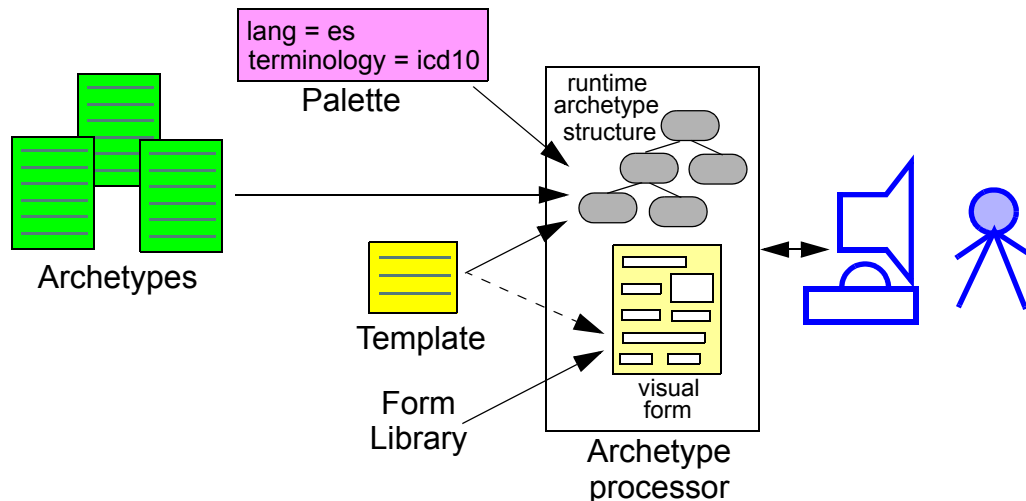 lang = es
terminology = icd10
Palette
runtime
archetype
structure
Archetypes
Template
Form
Library
visual
form
Archetype
processor